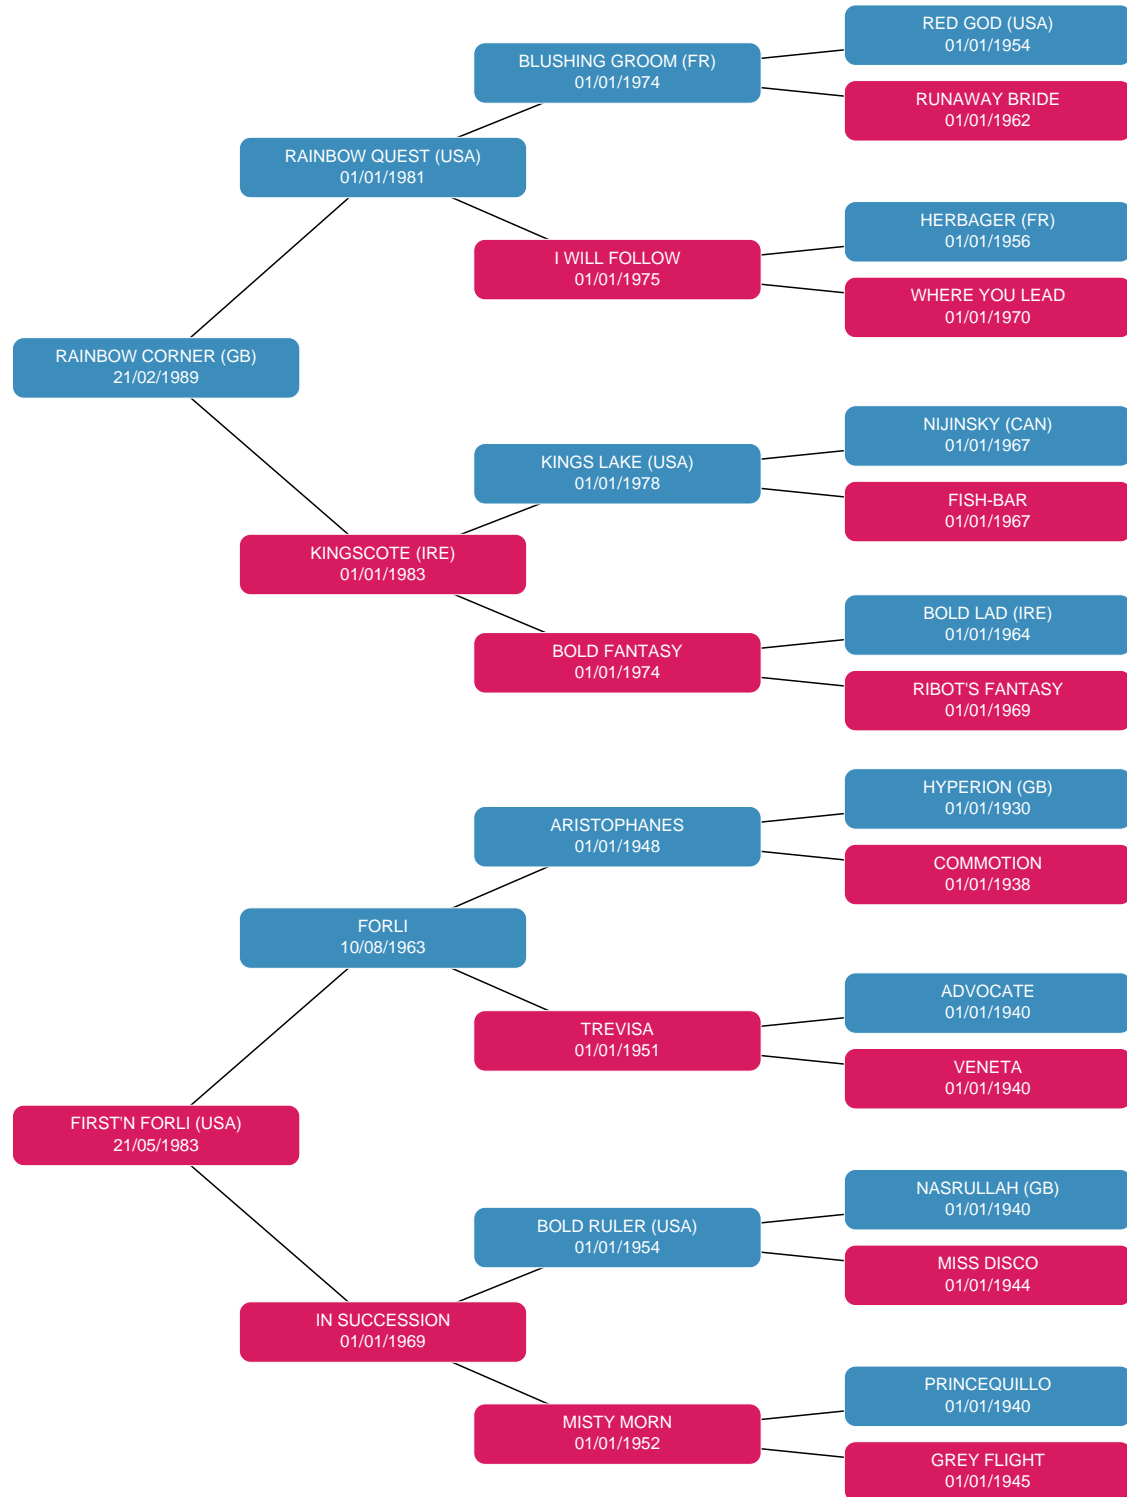 RED GOD (USA)
01/01/1954
BLUSHING GROOM (FR)
01/01/1974
RUNAWAY BRIDE
01/01/1962
RAINBOW QUEST (USA)
01/01/1981
HERBAGER (FR)
01/01/1956
I WILL FOLLOW
01/01/1975
WHERE YOU LEAD
01/01/1970
RAINBOW CORNER (GB)
21/02/1989
NIJINSKY (CAN)
01/01/1967
KINGS LAKE (USA)
01/01/1978
FISH-BAR
01/01/1967
KINGSCOTE (IRE)
01/01/1983
BOLD LAD (IRE)
01/01/1964
BOLD FANTASY
01/01/1974
RIBOT'S FANTASY
01/01/1969
HYPERION (GB)
01/01/1930
ARISTOPHANES
01/01/1948
COMMOTION
01/01/1938
FORLI
10/08/1963
ADVOCATE
01/01/1940
TREVISA
01/01/1951
VENETA
01/01/1940
FIRST'N FORLI (USA)
21/05/1983
NASRULLAH (GB)
01/01/1940
BOLD RULER (USA)
01/01/1954
MISS DISCO
01/01/1944
IN SUCCESSION
01/01/1969
PRINCEQUILLO
01/01/1940
MISTY MORN
01/01/1952
GREY FLIGHT
01/01/1945